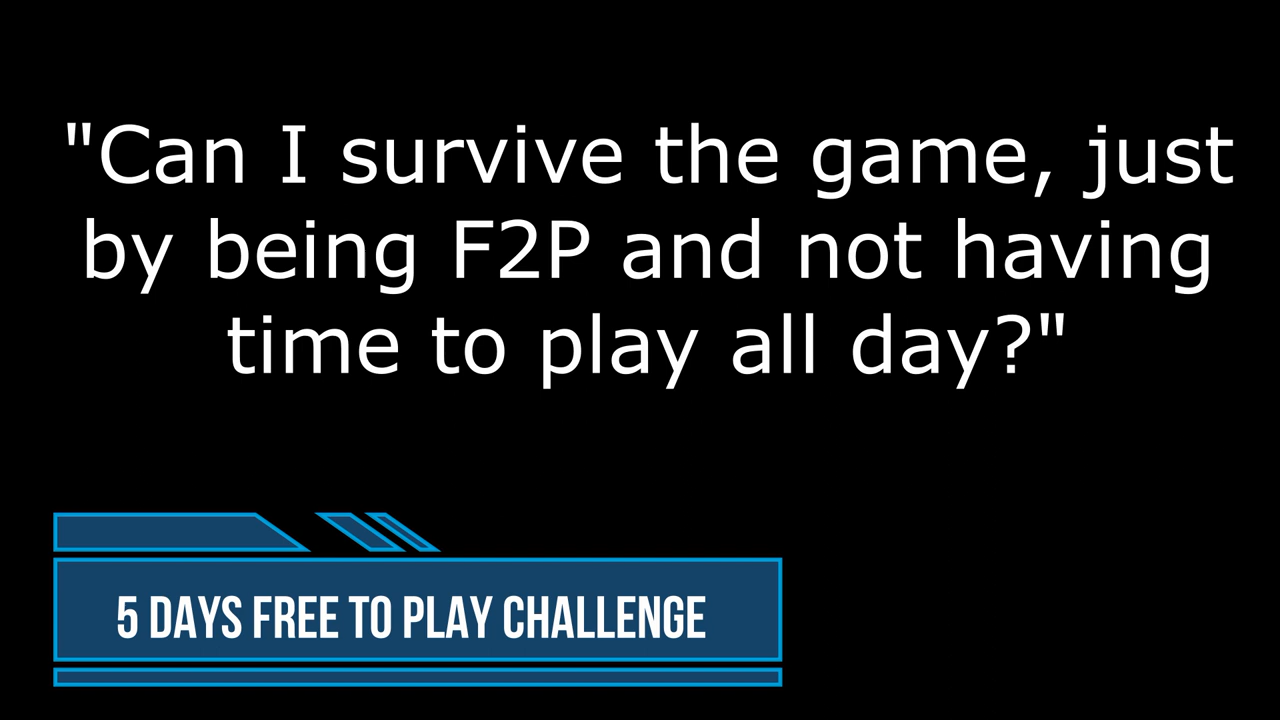 "Can I survive the game, just
by being F2P and not having
time to play all day?"
5 DAYS FREE TO PLAY CHALLENGE